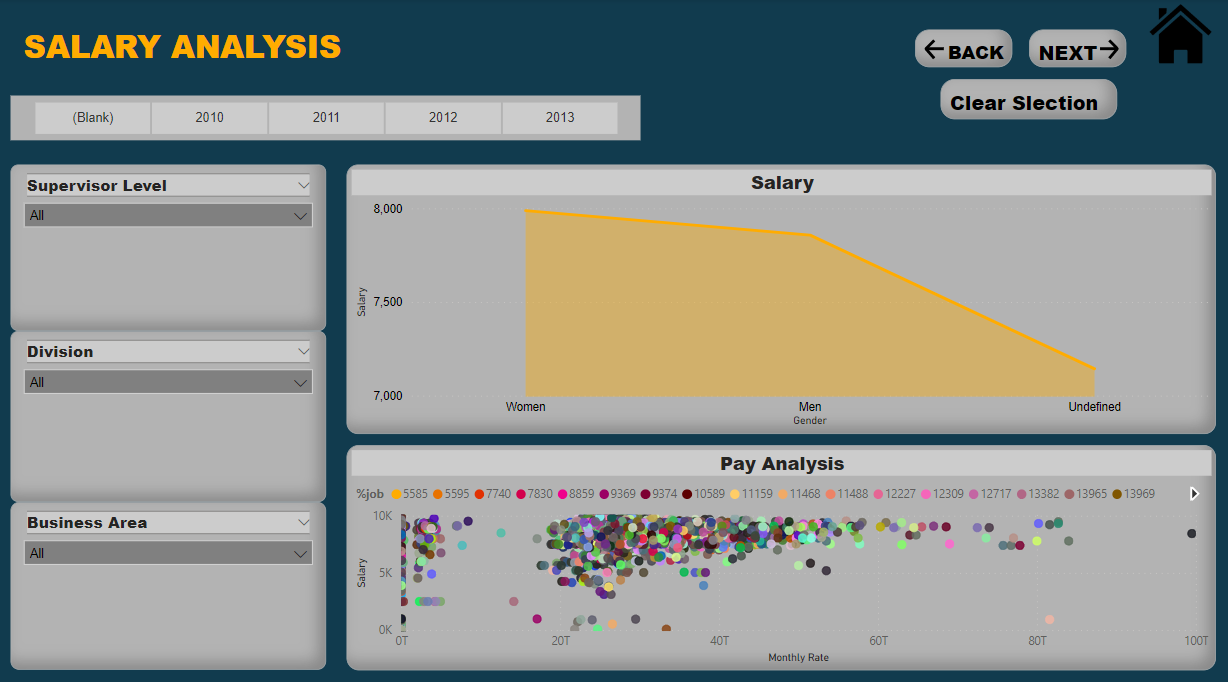 SALARY ANALYSIS
BACK
NEXT
Clear Slection
(Blank) 2010 2011 2012 2013
Supervisor Level
All
Division
All
Business Area
All
Salary
8,000
7,500
7,000
Salary
Women Men Undefined
Gender
Pay Analysis
%job 5585 5595 7740 7830 8859 9369 9374 10589 11159 11468 11488 12227 12309 12717 13382 13965 13969
10K
5K
0K
Salary
0T 20T 40T 60T 80T 100T
Monthly Rate